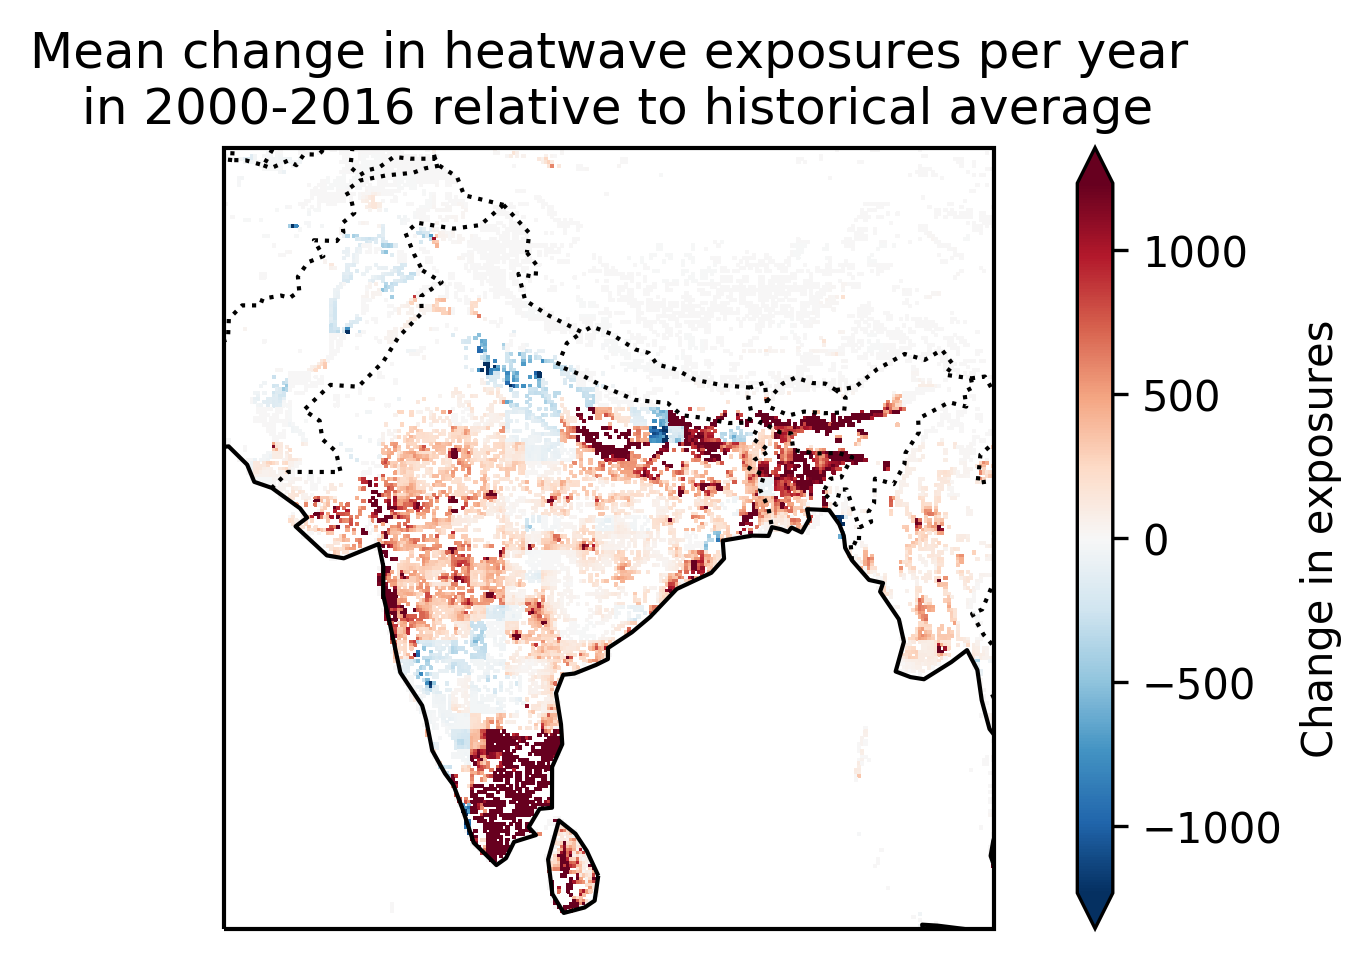 Mean change in heatwave exposures per year
in 2000-2016 relative to historical average
1000
500
0
−500
−1000
Change in exposures